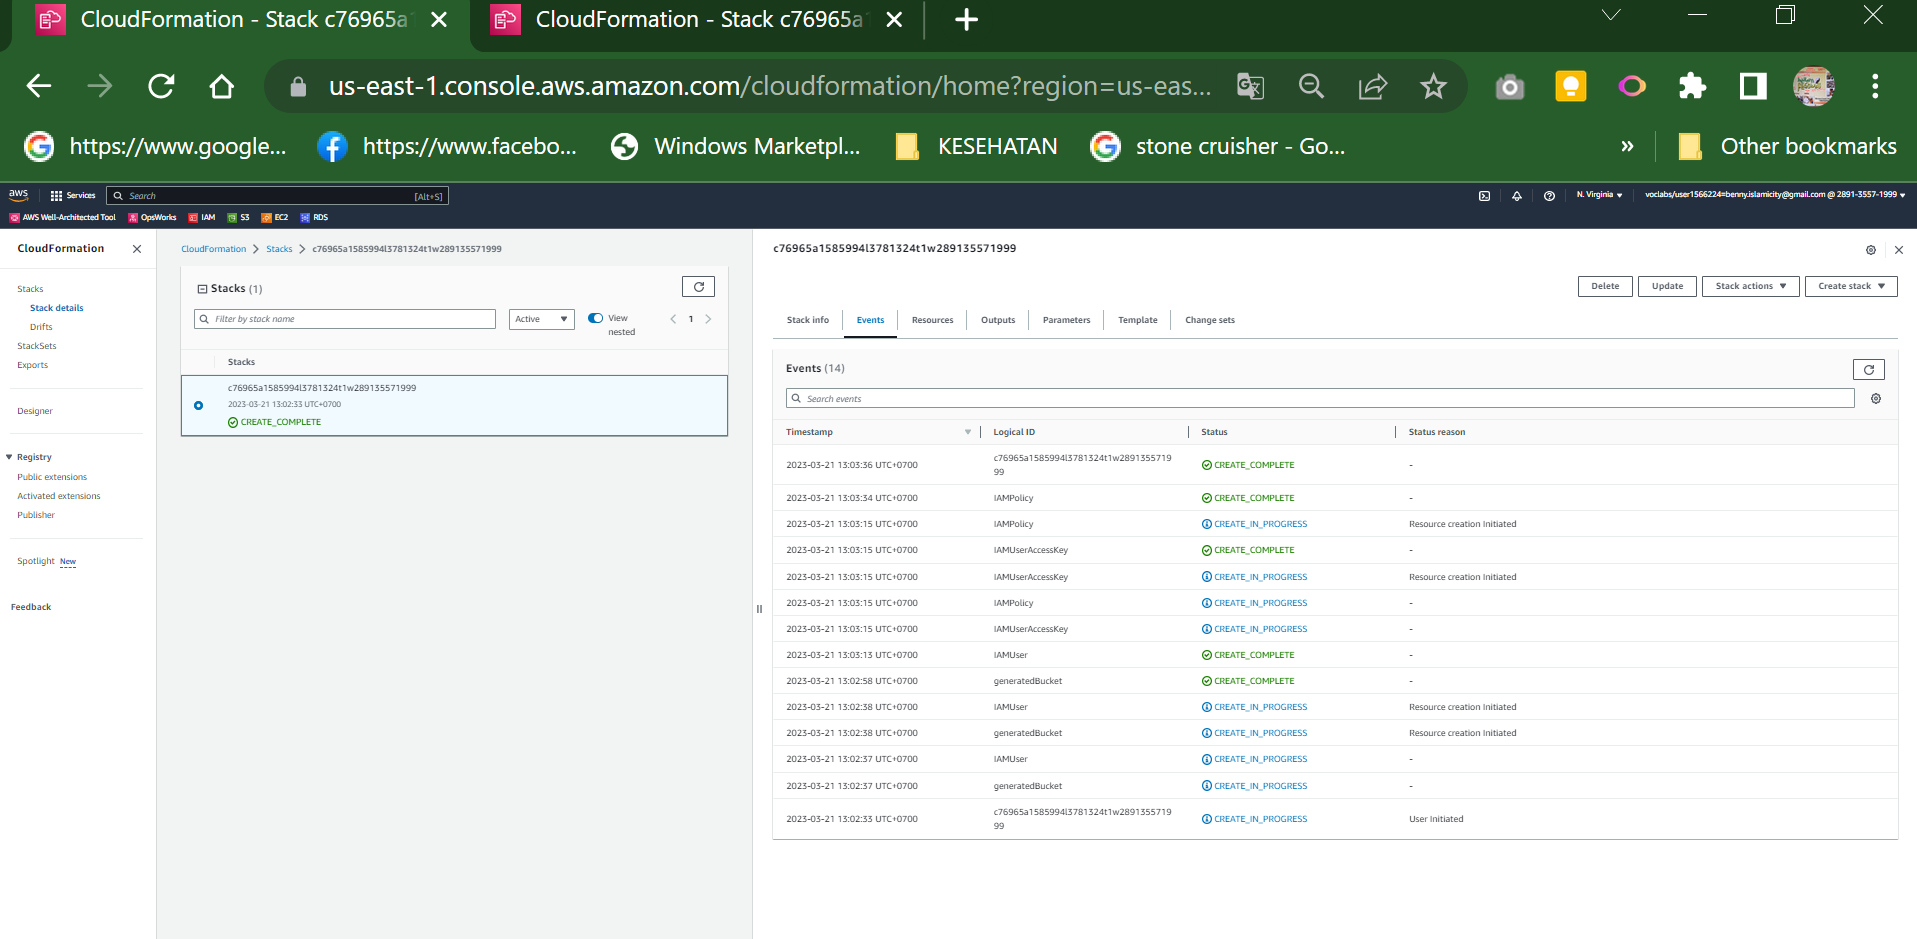 CloudFormation - Stack c76965a
CloudFormation - Stack c76965a
us-east-1.console.aws.amazon.com/cloudformation/home?region=us-eas...
https://www.google...
https://www.facebo...
Windows Marketpl...
KESEHATAN
stone cruisher - Go...
»
Other bookmarks
aws
Services
Search
[Alt+S]
N. Virginia
voclabs/user1566224=benny.islamicity@gmail.com @ 2891-3557-1999
AWS Well-Architected Tool
OpsWorks
IAM
S3
EC2
RDS
CloudFormation
Stacks
Stack details
Drifts
StackSets
Exports
Designer
Registry
Public extensions
Activated extensions
Publisher
Spotlight New
Feedback
CloudFormation > Stacks > c76965a1585994l3781324t1w289135571999
Stacks (1)
Filter by stack name
Active
View
nested
1
Stacks
c76965a1585994l3781324t1w289135571999
2023-03-21 13:02:33 UTC+0700
CREATE_COMPLETE
c76965a1585994l3781324t1w289135571999
Delete
Update
Stack actions
Create stack
Stack info
Events
Resources
Outputs
Parameters
Template
Change sets
Events (14)
Search events
Timestamp Logical ID Status Status reason
2023-03-21 13:03:36 UTC+0700 c76965a1585994l3781324t1w2891355719
99 CREATE_COMPLETE -
2023-03-21 13:03:34 UTC+0700 IAMPolicy CREATE_COMPLETE -
2023-03-21 13:03:15 UTC+0700 IAMPolicy CREATE_IN_PROGRESS Resource creation Initiated
2023-03-21 13:03:15 UTC+0700 IAMUserAccessKey CREATE_COMPLETE -
2023-03-21 13:03:15 UTC+0700 IAMUserAccessKey CREATE_IN_PROGRESS Resource creation Initiated
2023-03-21 13:03:15 UTC+0700 IAMPolicy CREATE_IN_PROGRESS -
2023-03-21 13:03:15 UTC+0700 IAMUserAccessKey CREATE_IN_PROGRESS -
2023-03-21 13:03:13 UTC+0700 IAMUser CREATE_COMPLETE -
2023-03-21 13:02:58 UTC+0700 generatedBucket CREATE_COMPLETE -
2023-03-21 13:02:38 UTC+0700 IAMUser CREATE_IN_PROGRESS Resource creation Initiated
2023-03-21 13:02:38 UTC+0700 generatedBucket CREATE_IN_PROGRESS Resource creation Initiated
2023-03-21 13:02:37 UTC+0700 IAMUser CREATE_IN_PROGRESS -
2023-03-21 13:02:37 UTC+0700 generatedBucket CREATE_IN_PROGRESS -
2023-03-21 13:02:33 UTC+0700 c76965a1585994l3781324t1w2891355719
99 CREATE_IN_PROGRESS User Initiated